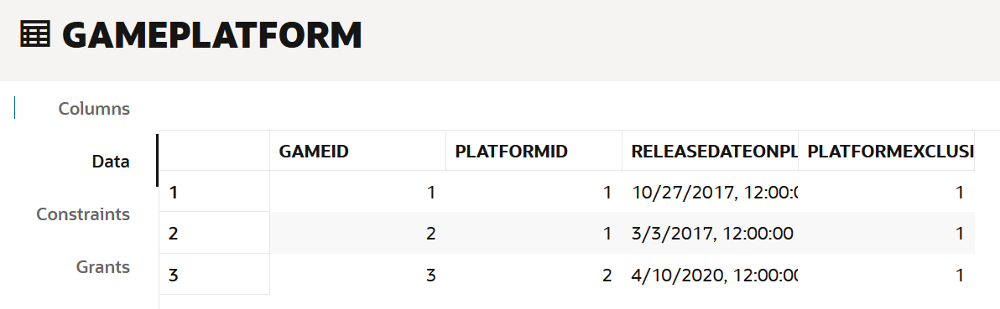 GAMEPLATFORM
Columns
Data
Constraints
Grants
GAMEID PLATFORMID RELEASEDATEONPL PLATFORMEXCLUSI
1 1 1 10/27/2017, 12:00:0 1
2 2 1 3/3/2017, 12:00:00 1
3 3 2 4/10/2020, 12:00:0 1